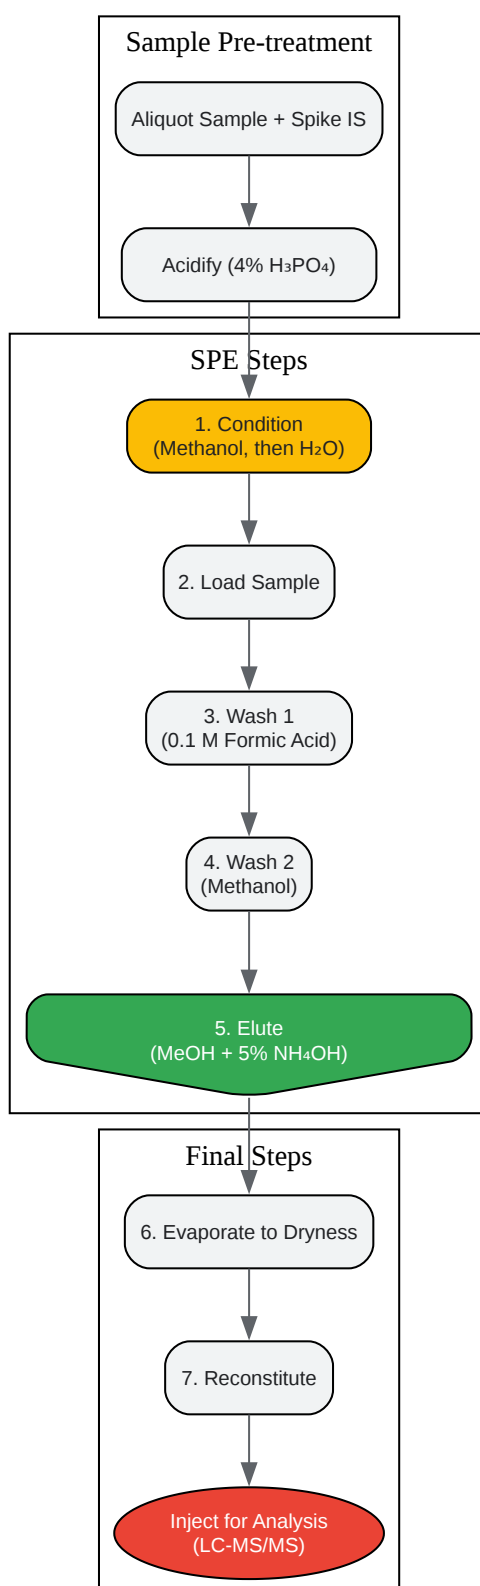 Sample Pre-treatment
Aliquot Sample + Spike IS
Acidify (4% H₃PO₄)
SPE Steps
1. Condition
(Methanol, then H₂O)
2. Load Sample
3. Wash 1
(0.1 M Formic Acid)
4. Wash 2
(Methanol)
5. Elute
(MeOH + 5% NH₄OH)
Final Steps
6. Evaporate to Dryness
7. Reconstitute
Inject for Analysis
(LC-MS/MS)